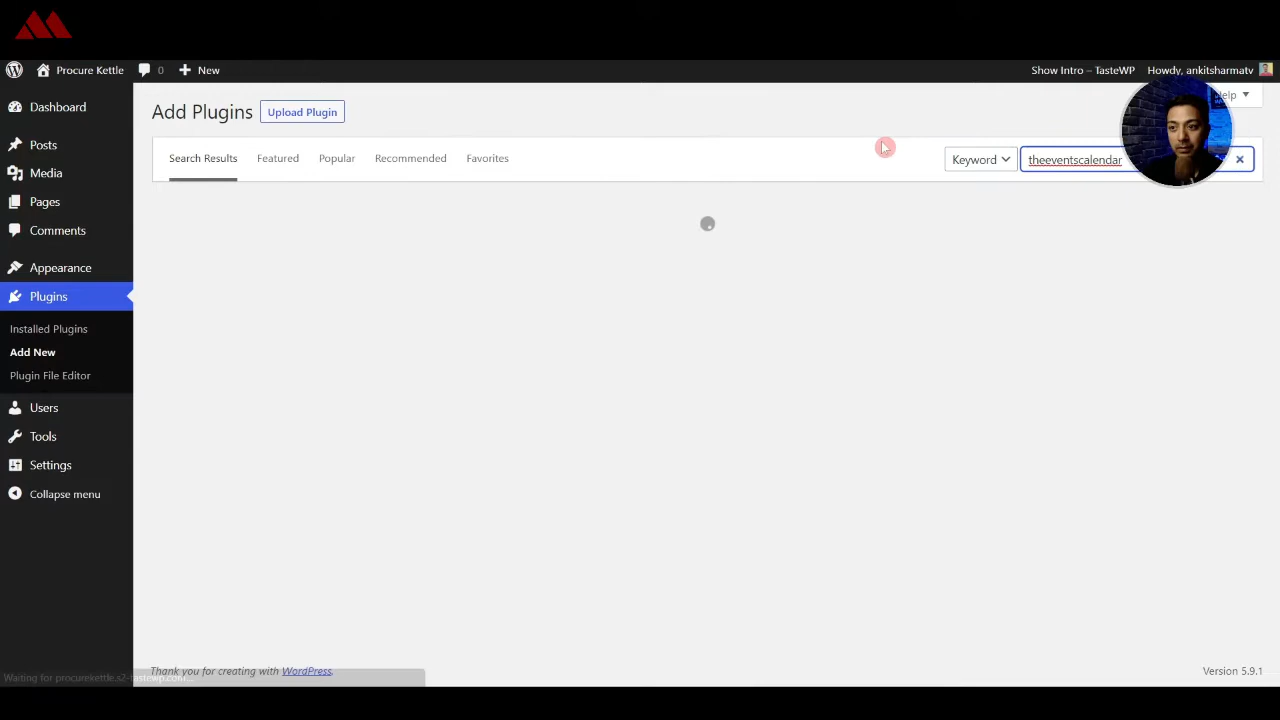 Procure Kettle
0
New
Show Intro – TasteWP
Howdy, ankitsharmatv
Dashboard
Posts
Media
Pages
Comments
Appearance
Plugins
Installed Plugins
Add New
Plugin File Editor
Users
Tools
Settings
Collapse menu
Add Plugins
Upload Plugin
Search Results
Featured
Popular
Recommended
Favorites
Keyword
theeventscalendar
Thank you for creating with WordPress.
Version 5.9.1